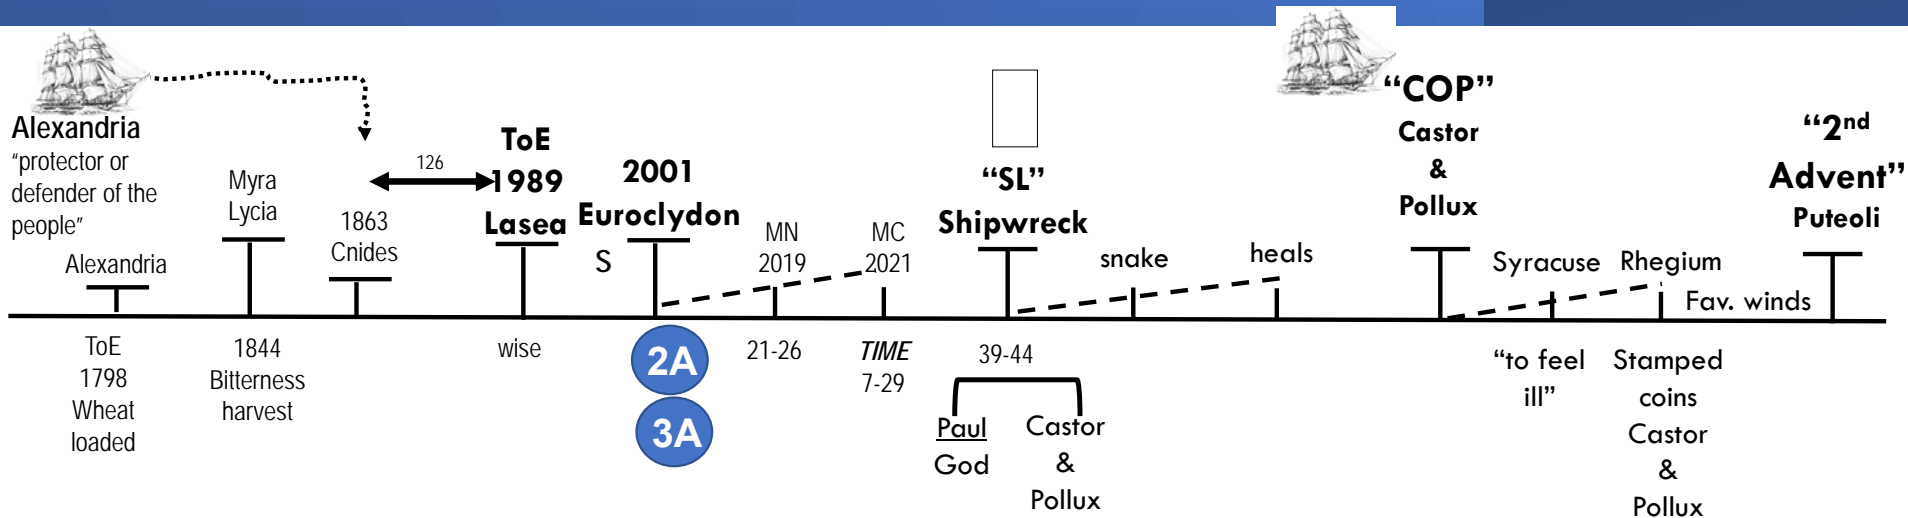 Alexandria
"protector or
defender of the
people"
Alexandria
ToE
1798
Wheat
loaded
Myra
Lycia
1844
Bitterness
harvest
1863
Cnides
126
ToE
1989
Lasea
wise
2001
Euroclydon
S
2A
3A
MN
2019
21-26
MC
2021
TIME
7-29
“SL”
Shipwreck
39-44
Paul
God
Castor
&
Pollux
snake
heals
“COP”
Castor
&
Pollux
Syracuse
“to feel
ill”
Rhegium
Stamped
coins
Castor
&
Pollux
Fav. winds
“2nd
Advent”
Puteoli